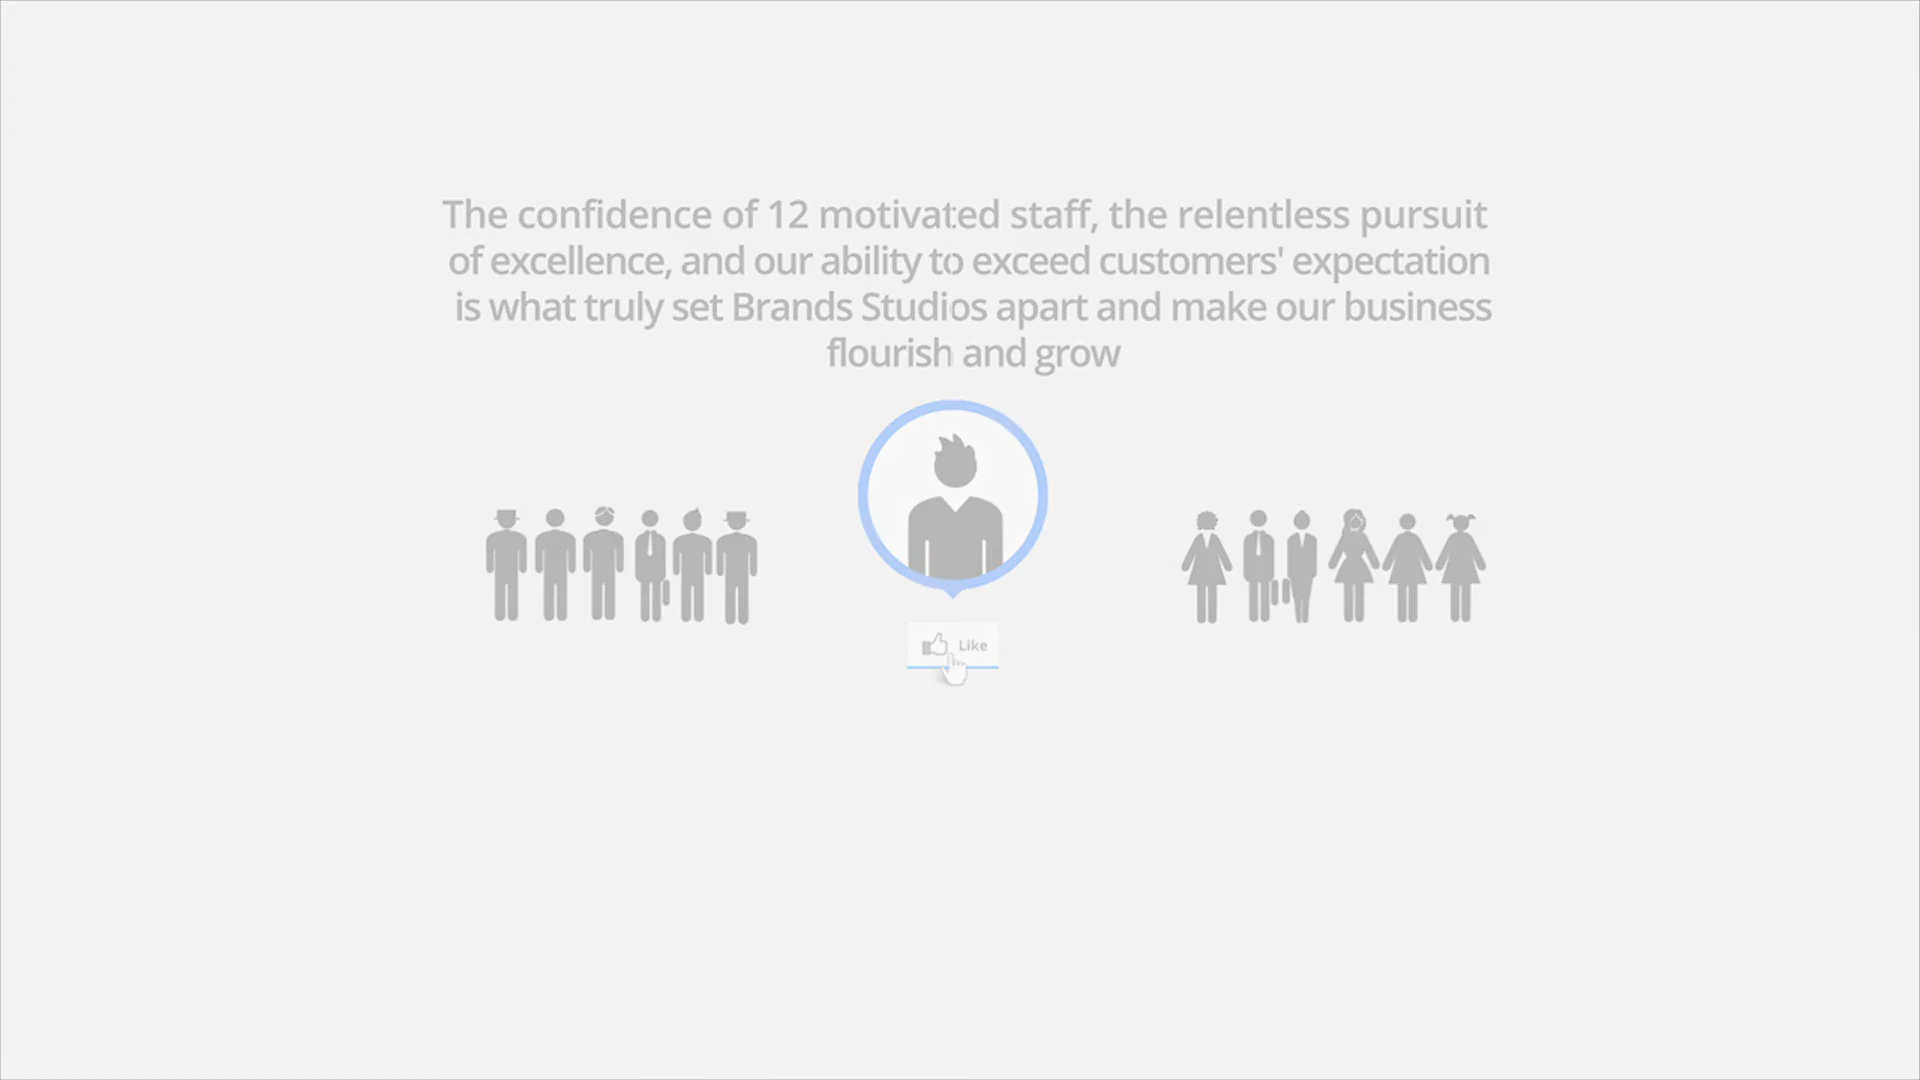 The confidence of 12 motivated staff, the relentless pursuit
of excellence, and our ability to exceed customers' expectation
is what truly set Brands Studios apart and make our business
flourish and grow
Like